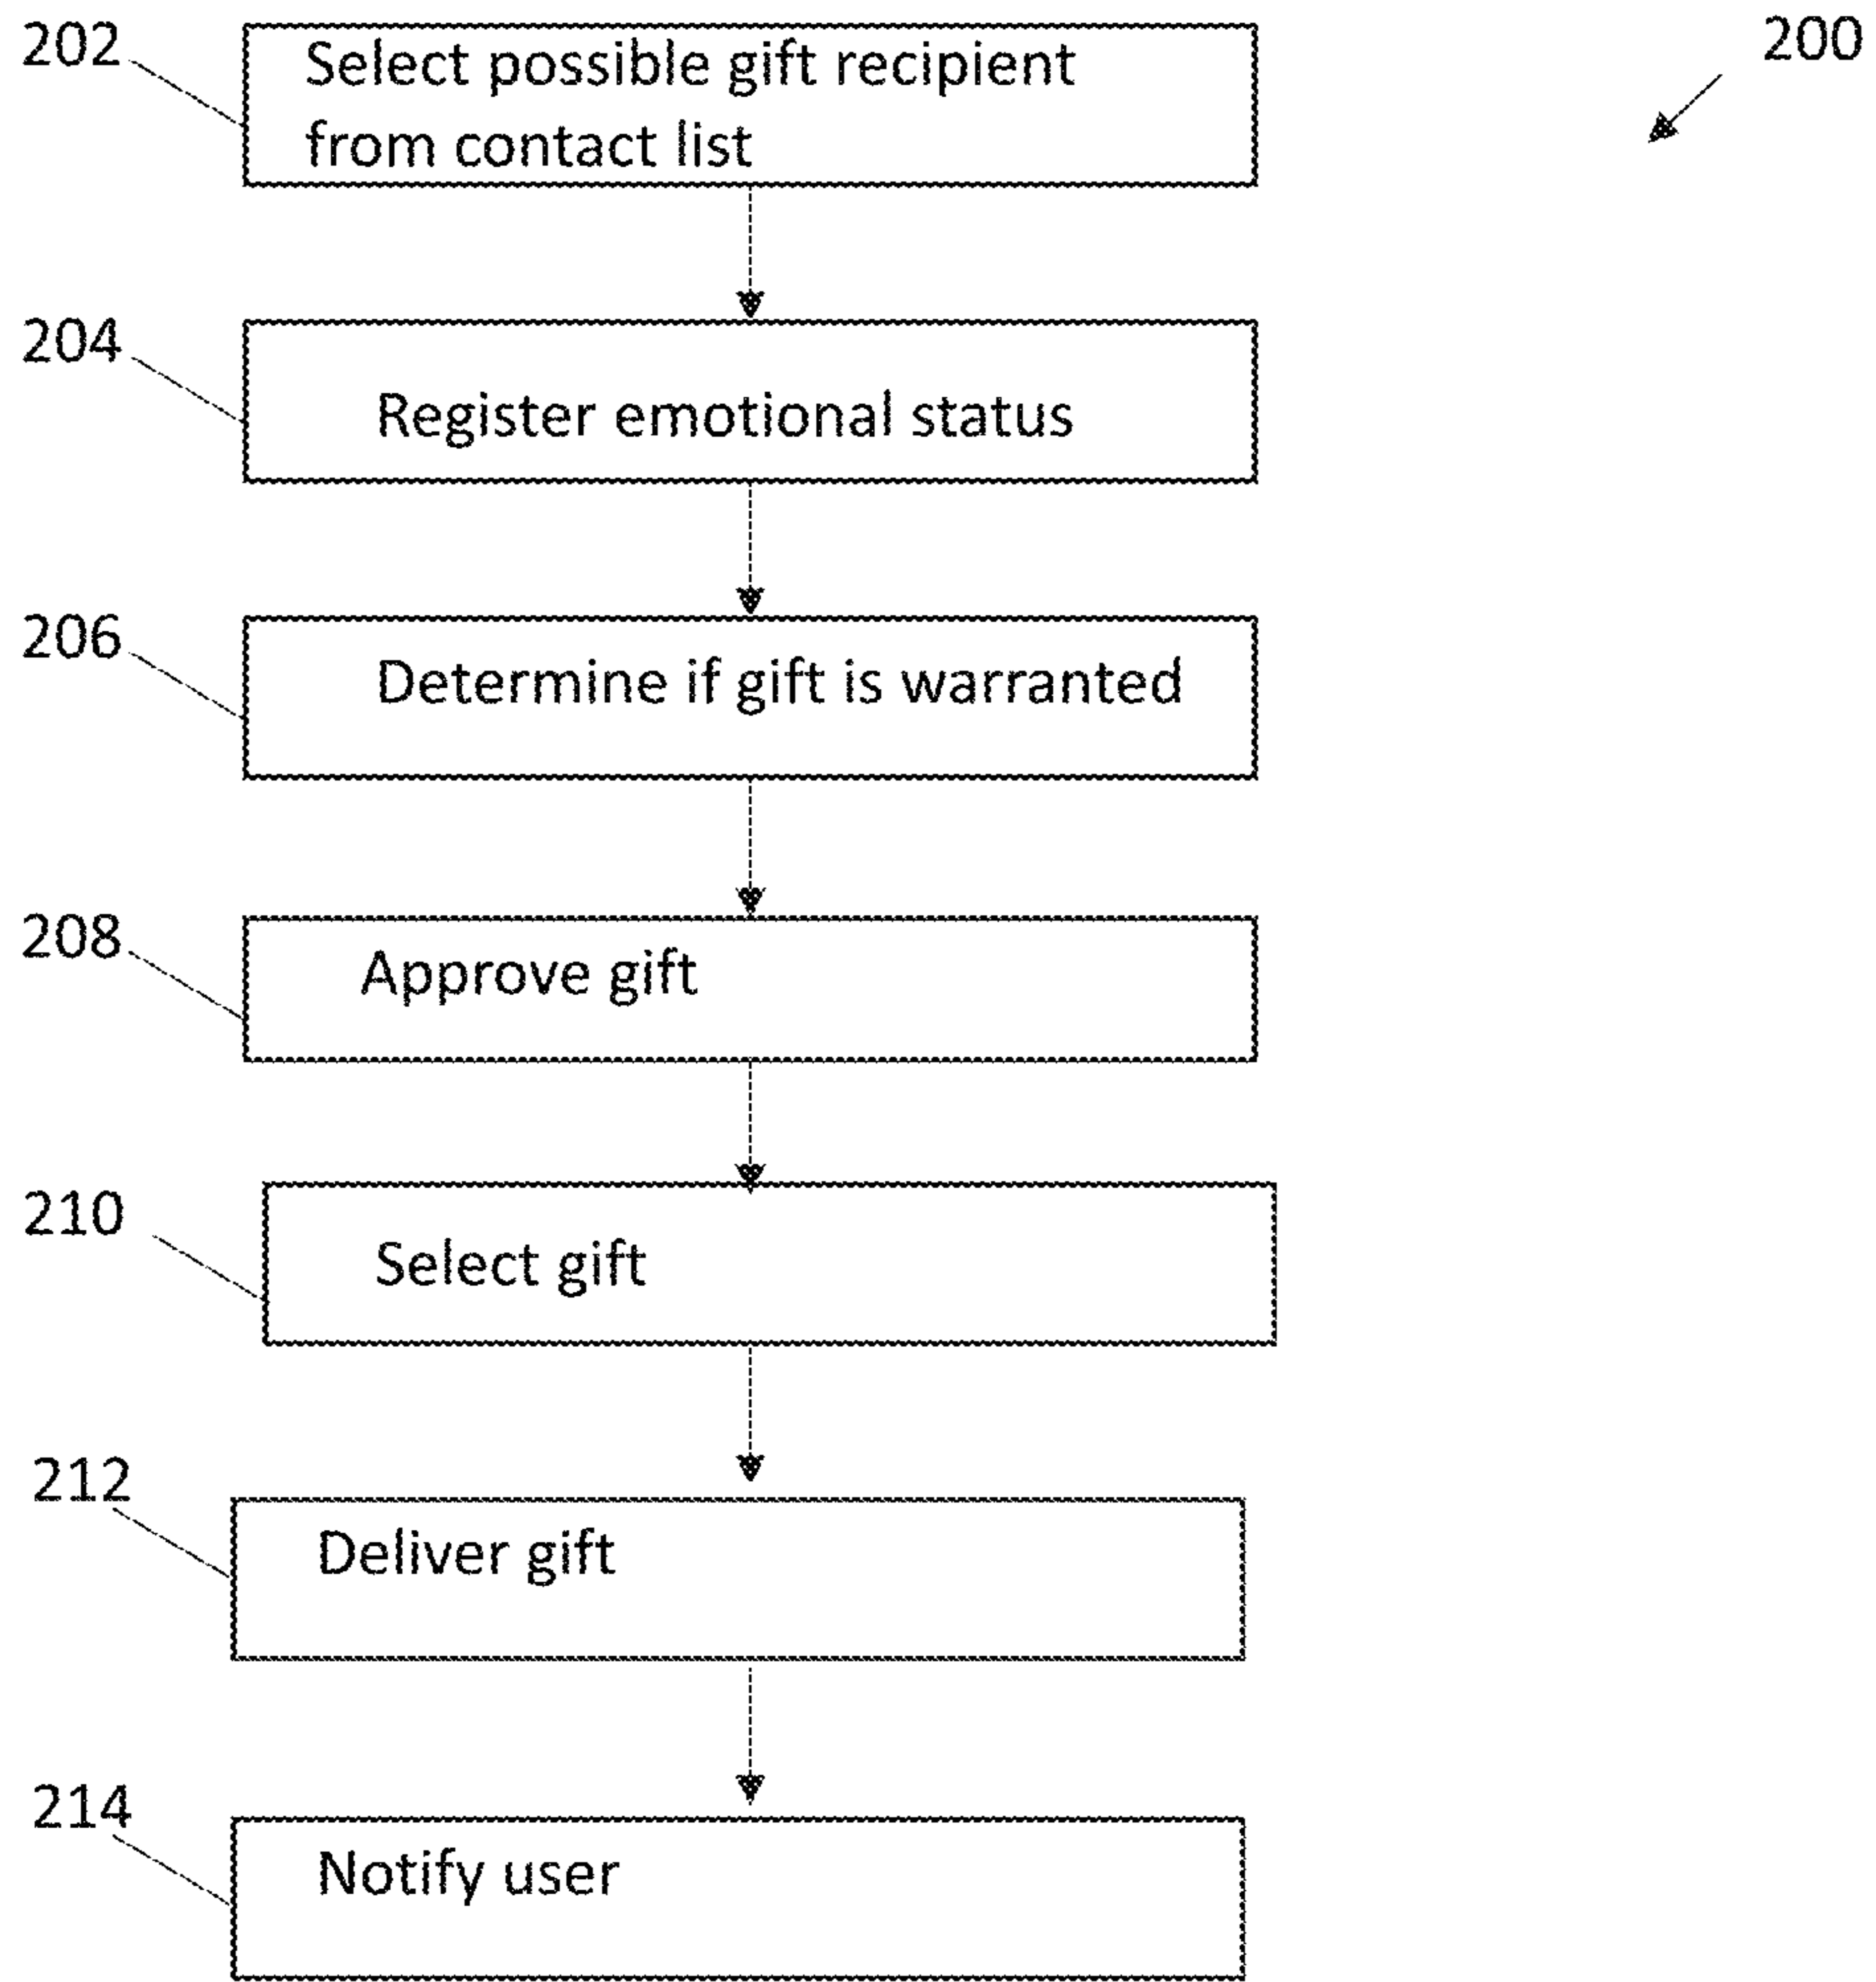 202
Select possible gift recipient
from contact list
200
204
Register emotional status
206
Determine if gift is warranted
208
Approve gift
210
Select gift
212
Deliver gift
214
Notify user